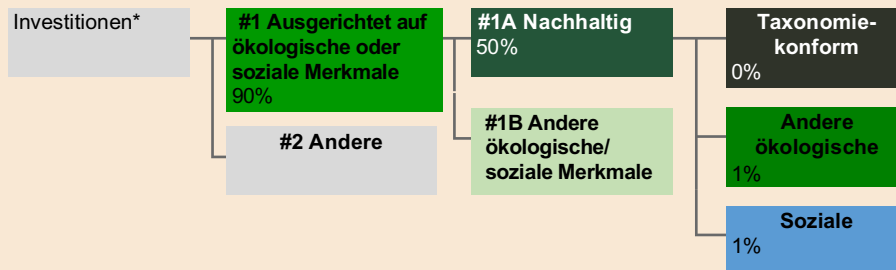 Investitionen*
#1 Ausgerichtet auf
ökologische oder
soziale Merkmale
90%
#2 Andere
#1A Nachhaltig
50%
#1B Andere
ökologische/
soziale Merkmale
Taxonomie-
konform
0%
Andere
ökologische
1%
Soziale
1%